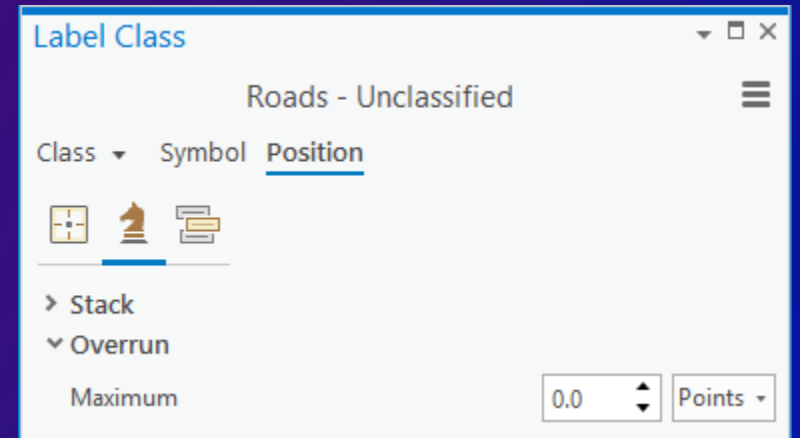 Label Class
Roads - Unclassified
Class Symbol Position
Stack
Overrun
Maximum 0.0 Points